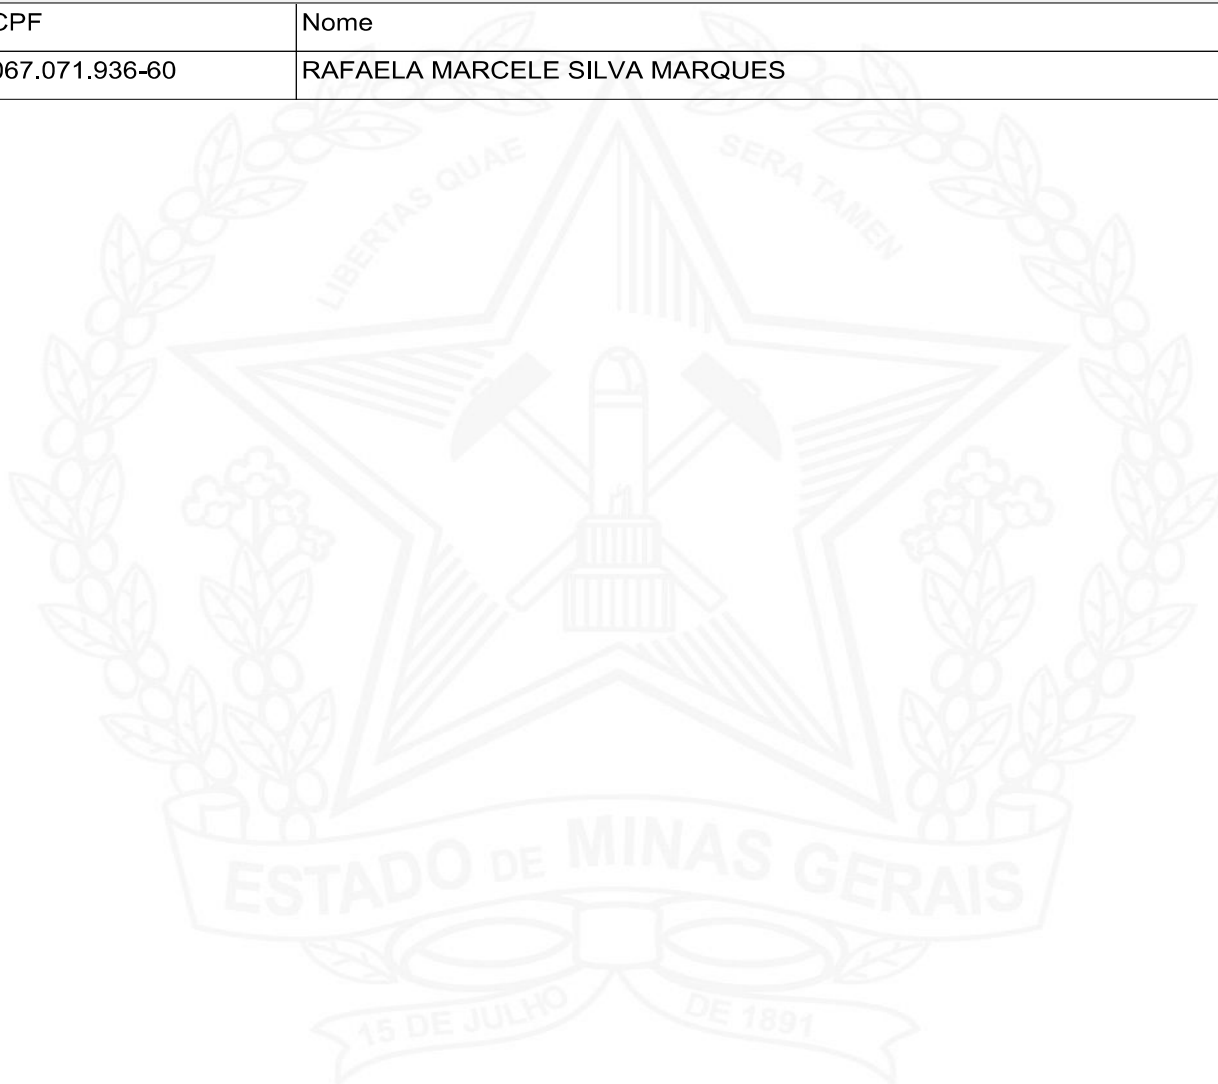 CPF Nome
067.071.936-60 RAFAELA MARCELE SILVA MARQUES
LIBERTAS QUAE SERA TAMEN
ESTADO DE MINAS GERAIS
15 DE JULHO DE 1891